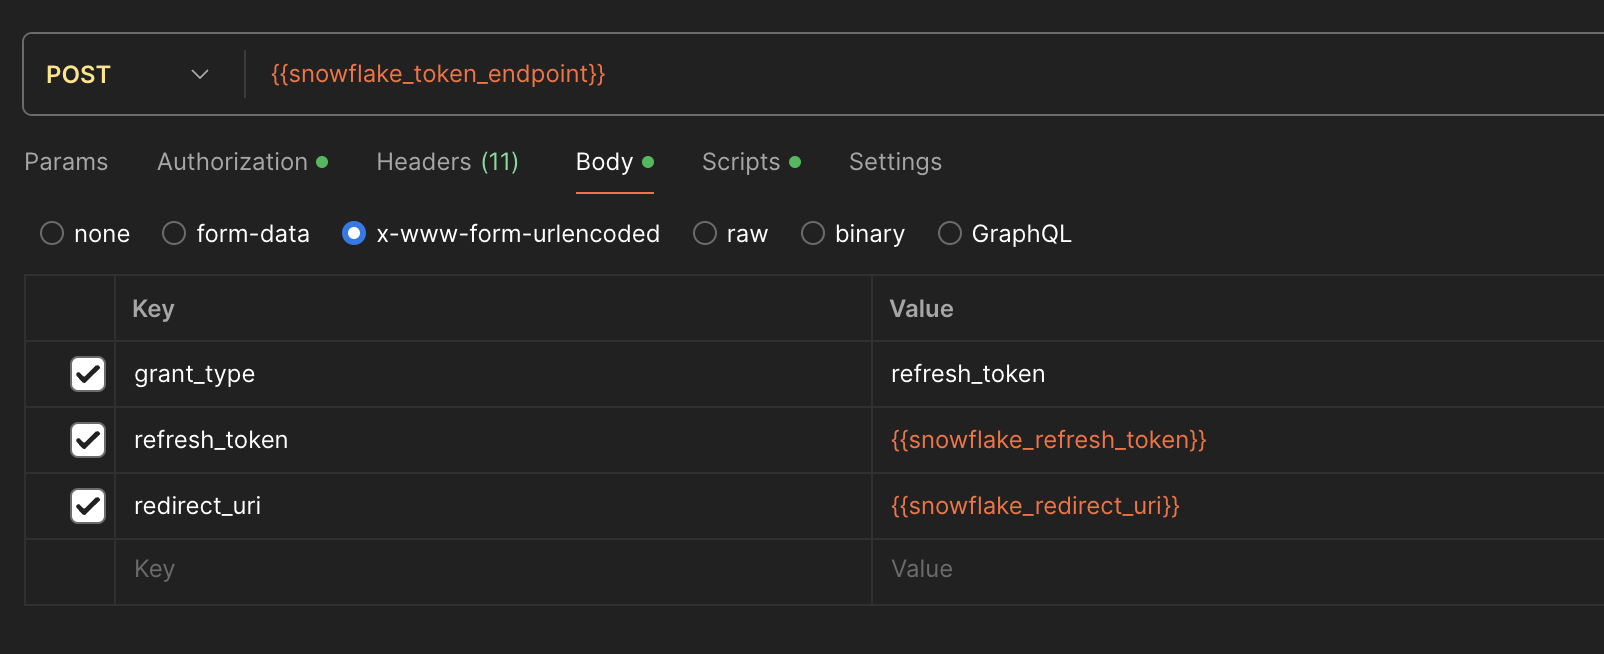 POST {{snowflake_token_endpoint}}
Params Authorization Headers (11) Body Scripts Settings
none form-data x-www-form-urlencoded raw binary GraphQL
Key Value
grant_type refresh_token
refresh_token {{snowflake_refresh_token}}
redirect_uri {{snowflake_redirect_uri}}
Key Value